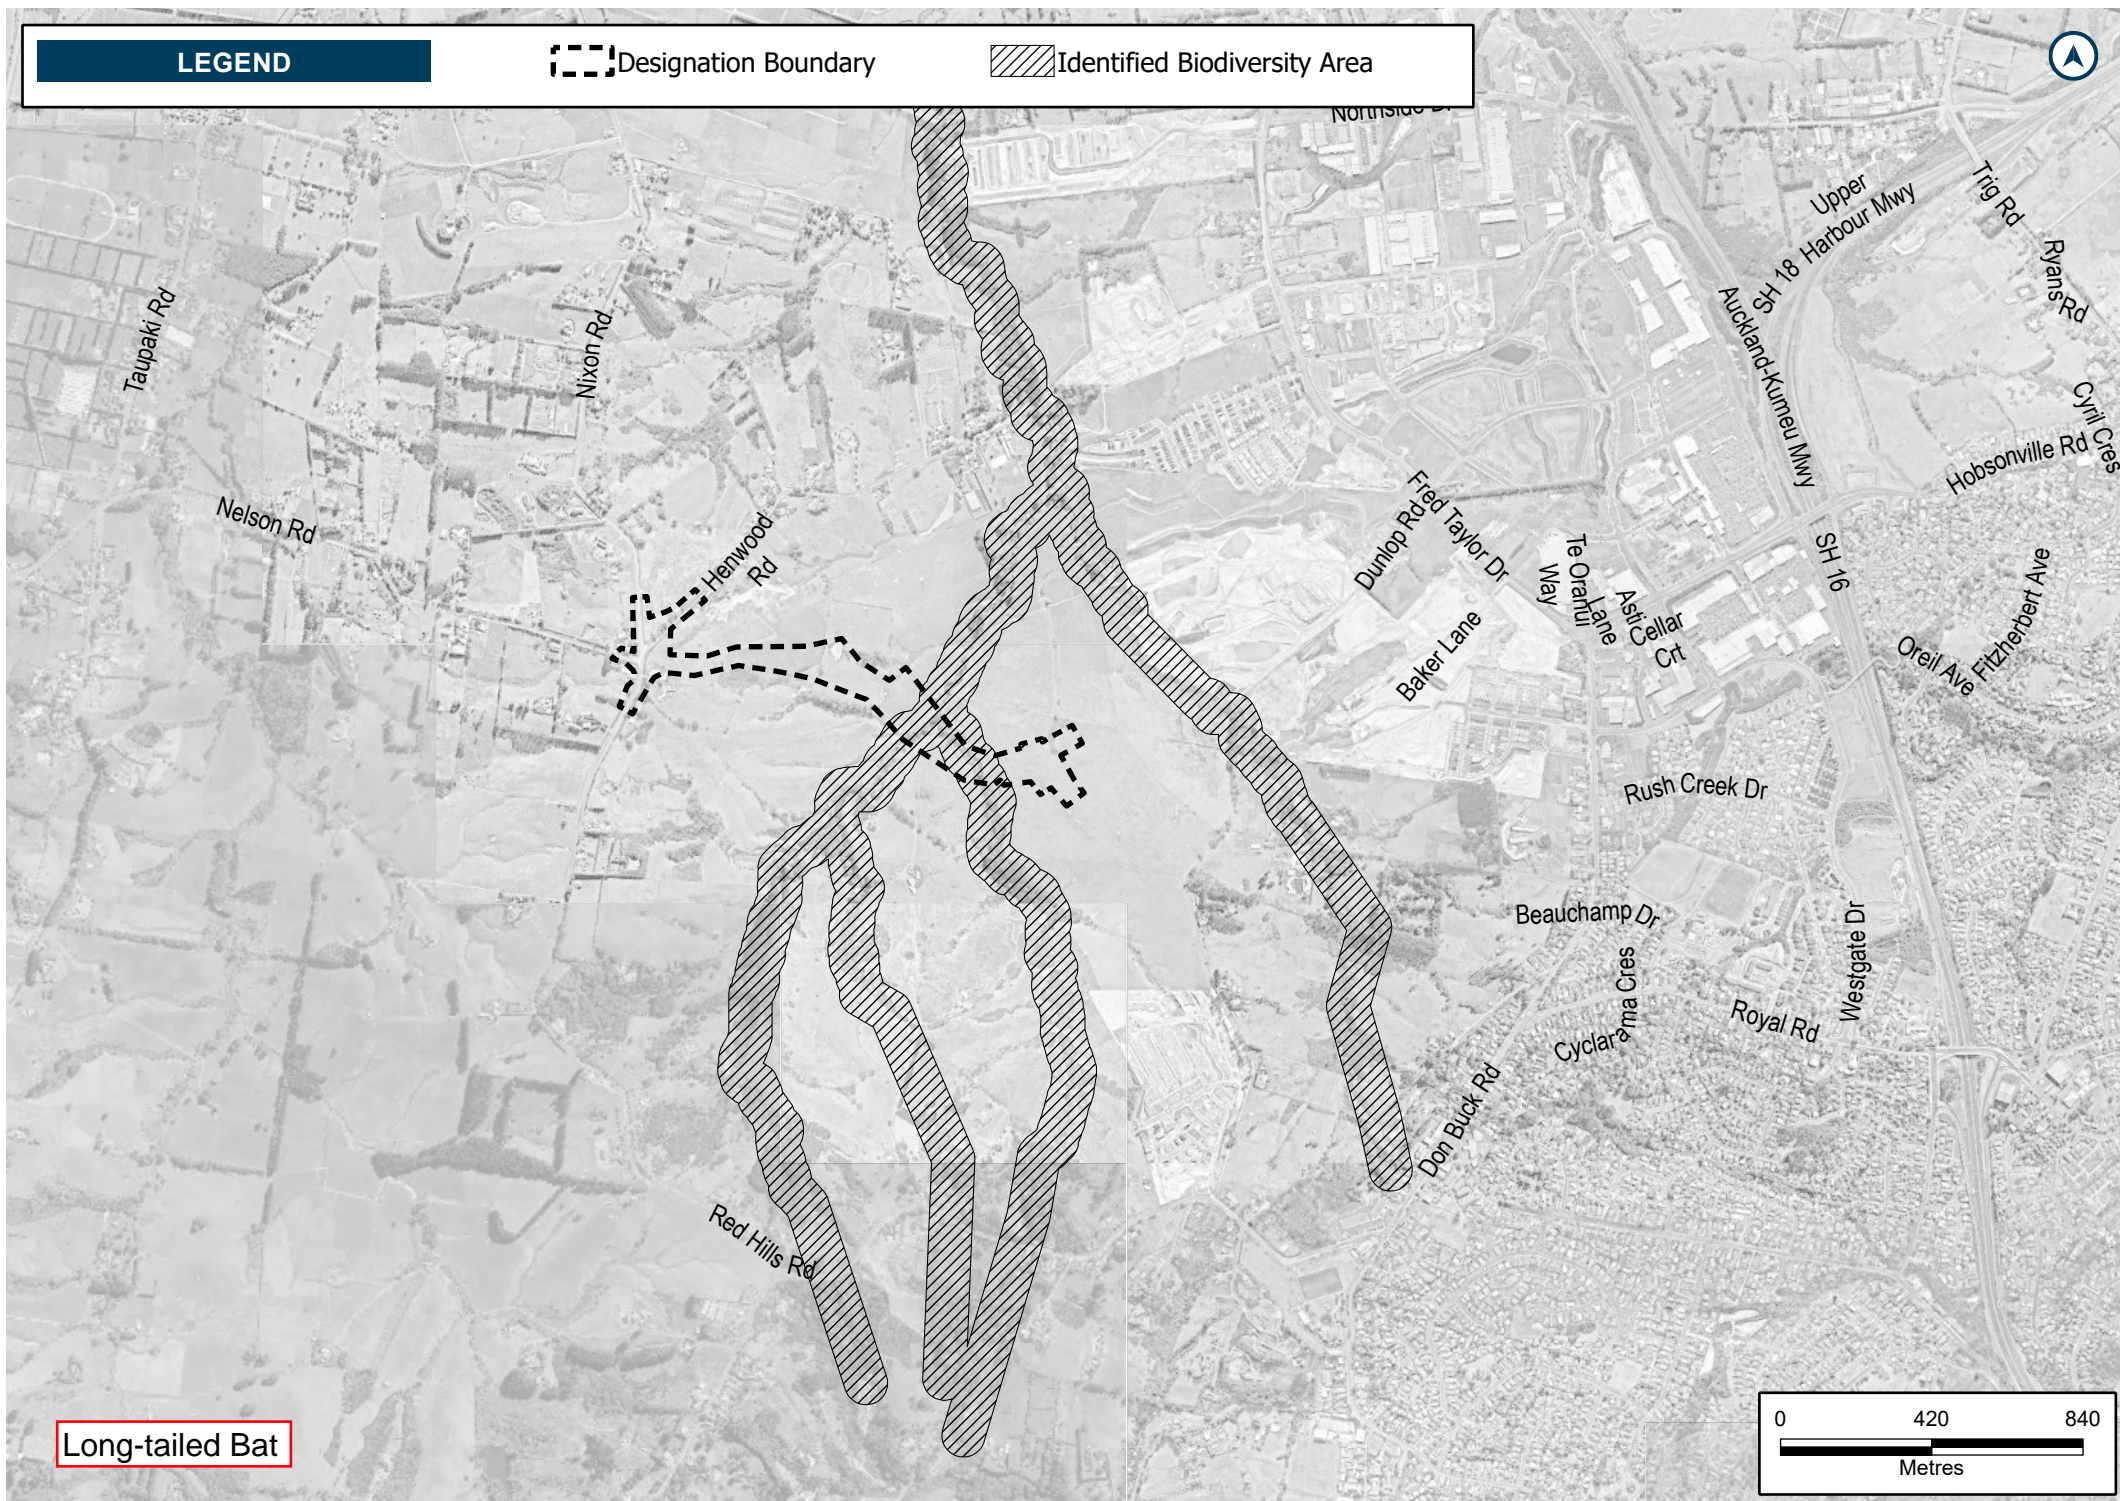 LEGEND
Designation Boundary
Identified Biodiversity Area
Northside Dr
Upper
Harbour Mwy
SH 18
Trig Rd
Ryans Rd
Taupaki Rd
Nixon Rd
Auckland-Kumeu Mwy
Cyril Cres
Hobsonville Rd
Nelson Rd
Henwood
Rd
Fred Taylor Dr
Dunlop Rd
Te Oranui
Way
SH 16
Asti
Lane
Cellar
Crt
Baker Lane
Fitzherbert Ave
Oreil Ave
Rush Creek Dr
Beauchamp Dr
Westgate Dr
Cyclarama Cres
Royal Rd
Don Buck Rd
Red Hills Rd
Long-tailed Bat
0 420 840
Metres